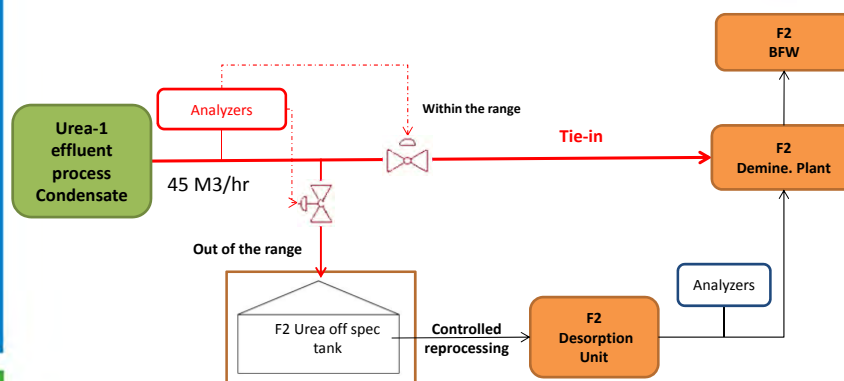 F2
BFW
Analyzers
Within the range
Urea-1
effluent
process
Condensate
Tie-in
F2
Demine. Plant
45 M3/hr
Out of the range
Analyzers
F2 Urea off spec
tank
Controlled
reprocessing
F2
Desorption
Unit